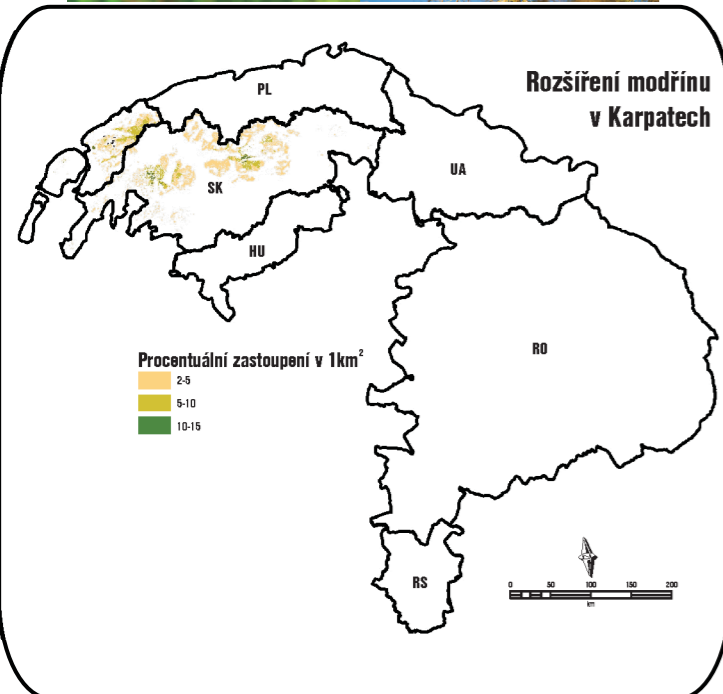 Rozšíření modřínu
v Karpatech
PL
UA
SK
HU
RO
Procentuální zastoupení v 1km²
2-5
5-10
10-15
RS
0 50 100 150 200
km